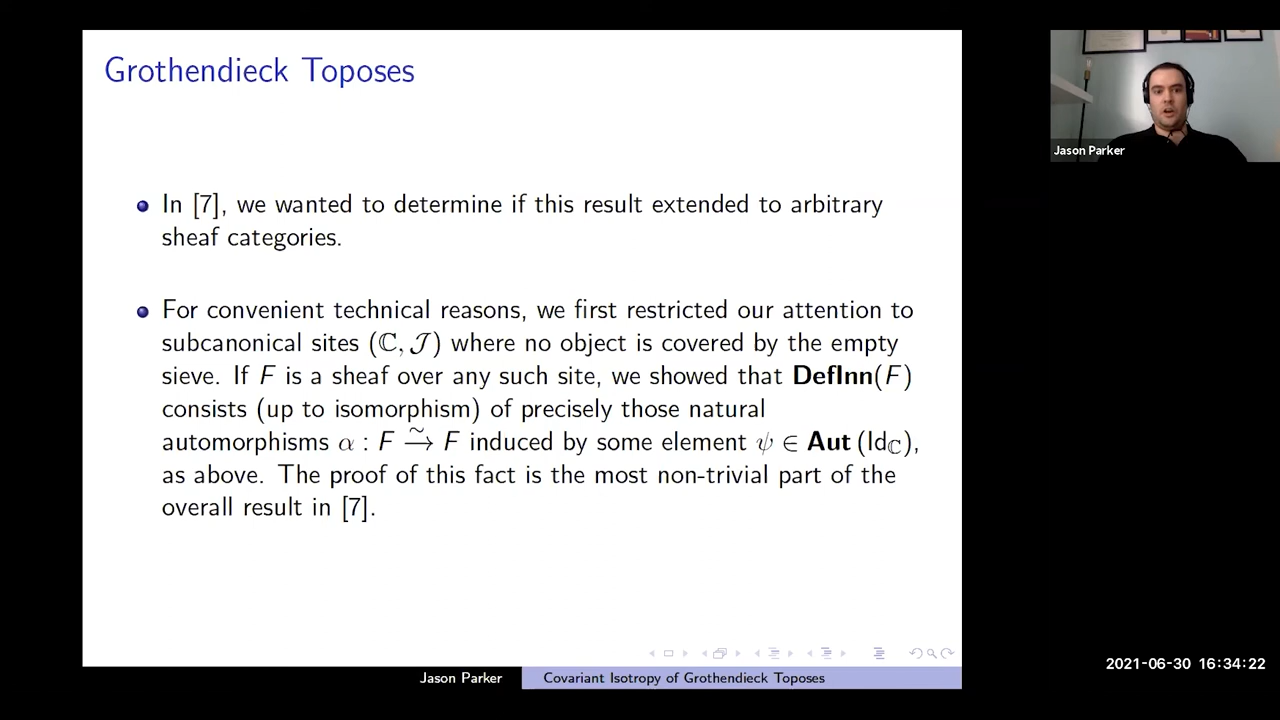 Grothendieck Toposes
In [7], we wanted to determine if this result extended to arbitrary
sheaf categories.
For convenient technical reasons, we first restricted our attention to
subcanonical sites (ℂ, 𝒥) where no object is covered by the empty
sieve. If F is a sheaf over any such site, we showed that DefInn(F)
consists (up to isomorphism) of precisely those natural
automorphisms α : F ⥲ F induced by some element ψ ∈ Aut (Id_ℂ),
as above. The proof of this fact is the most non-trivial part of the
overall result in [7].
Jason Parker
Covariant Isotropy of Grothendieck Toposes
Jason Parker
2021-06-30 16:34:22